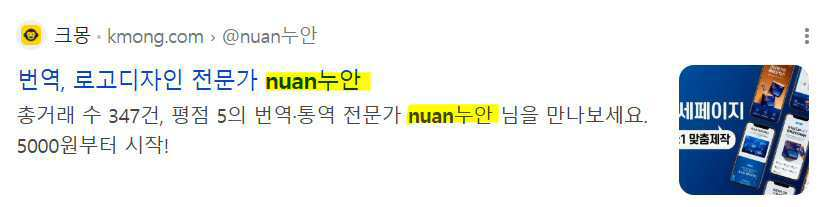 크몽 · kmong.com › @nuan누안
번역, 로고디자인 전문가 nuan누안
총거래 수 347건, 평점 5의 번역·통역 전문가 nuan누안 님을 만나보세요.
5000원부터 시작!
세페이지
1 맞춤제작